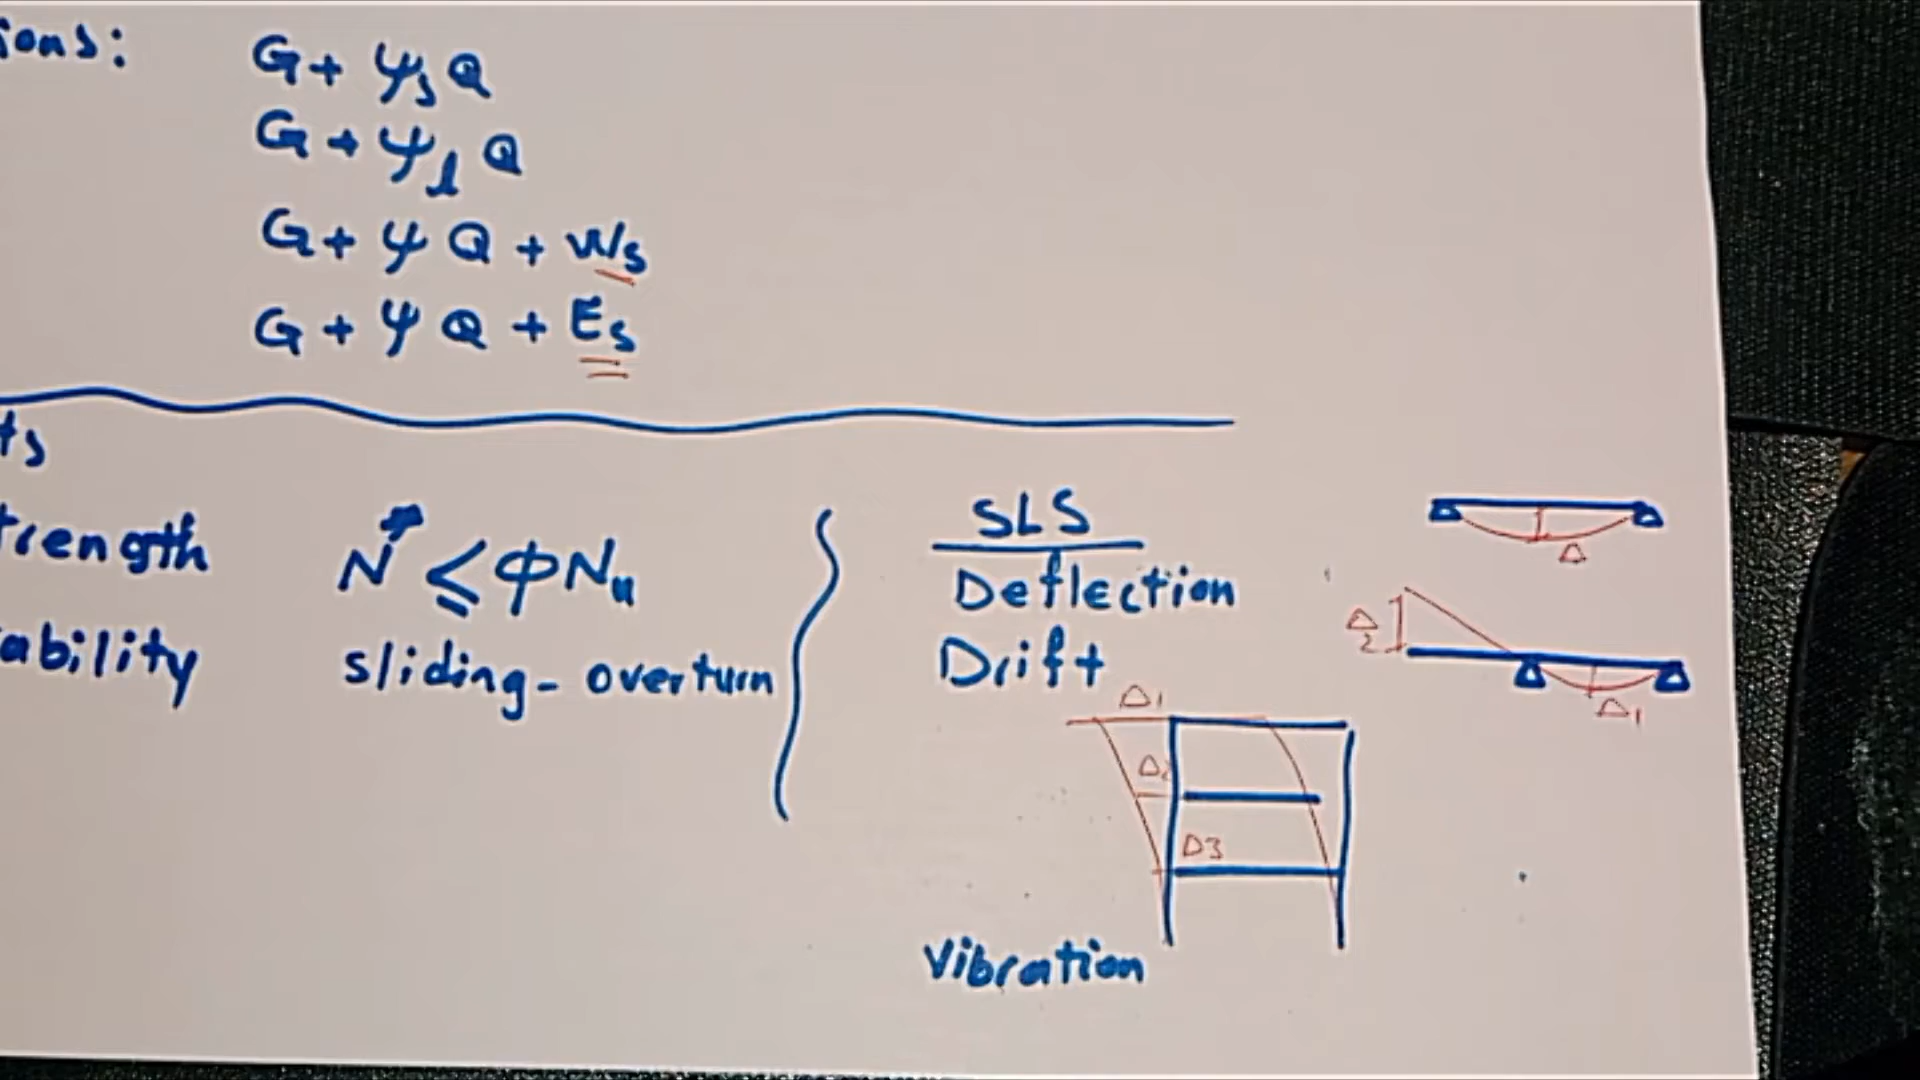 ions:
G + ψs Q
G + ψl Q
G + ψ Q + Ws
G + ψ Q + Es
ts
trength N* ≤ ΦNu
ability sliding - overturn
SLS
Deflection
Drift
Δ
Δ2
Δ1
Δ1
Δ2
Δ3
Vibration